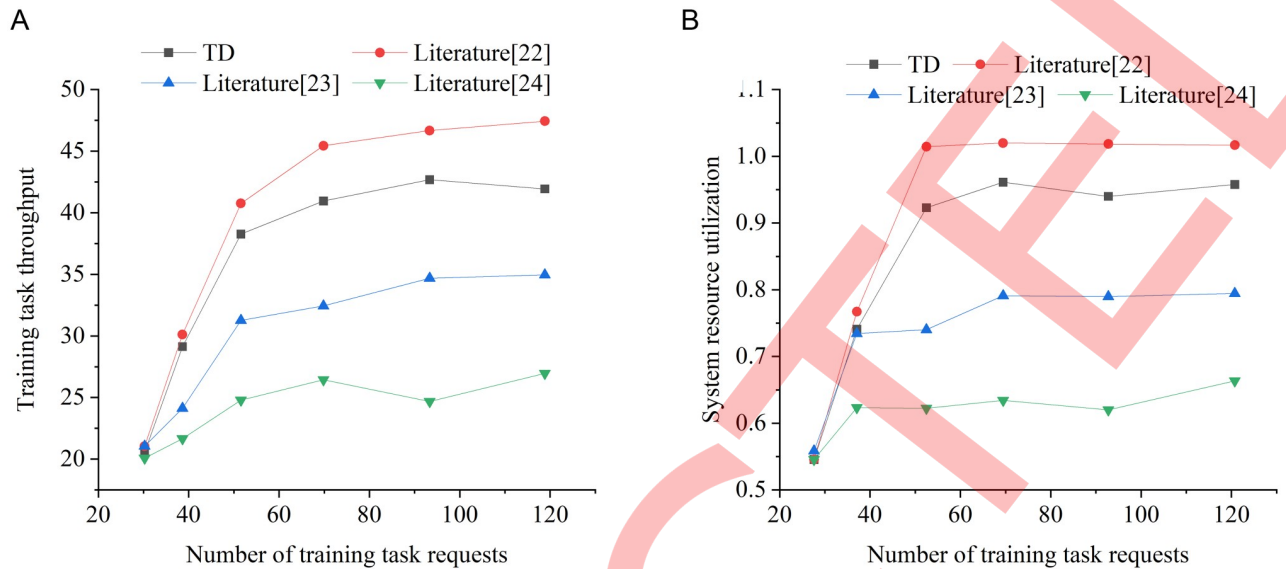 A
TD Literature[22]
Literature[23] Literature[24]
50
45
40
35
30
25
20
Training task throughput
20 40 60 80 100 120
Number of training task requests
B
TD Literature[22]
Literature[23] Literature[24]
1.1
1.0
0.9
0.8
0.7
0.6
0.5
System resource utilization
20 40 60 80 100 120
Number of training task requests